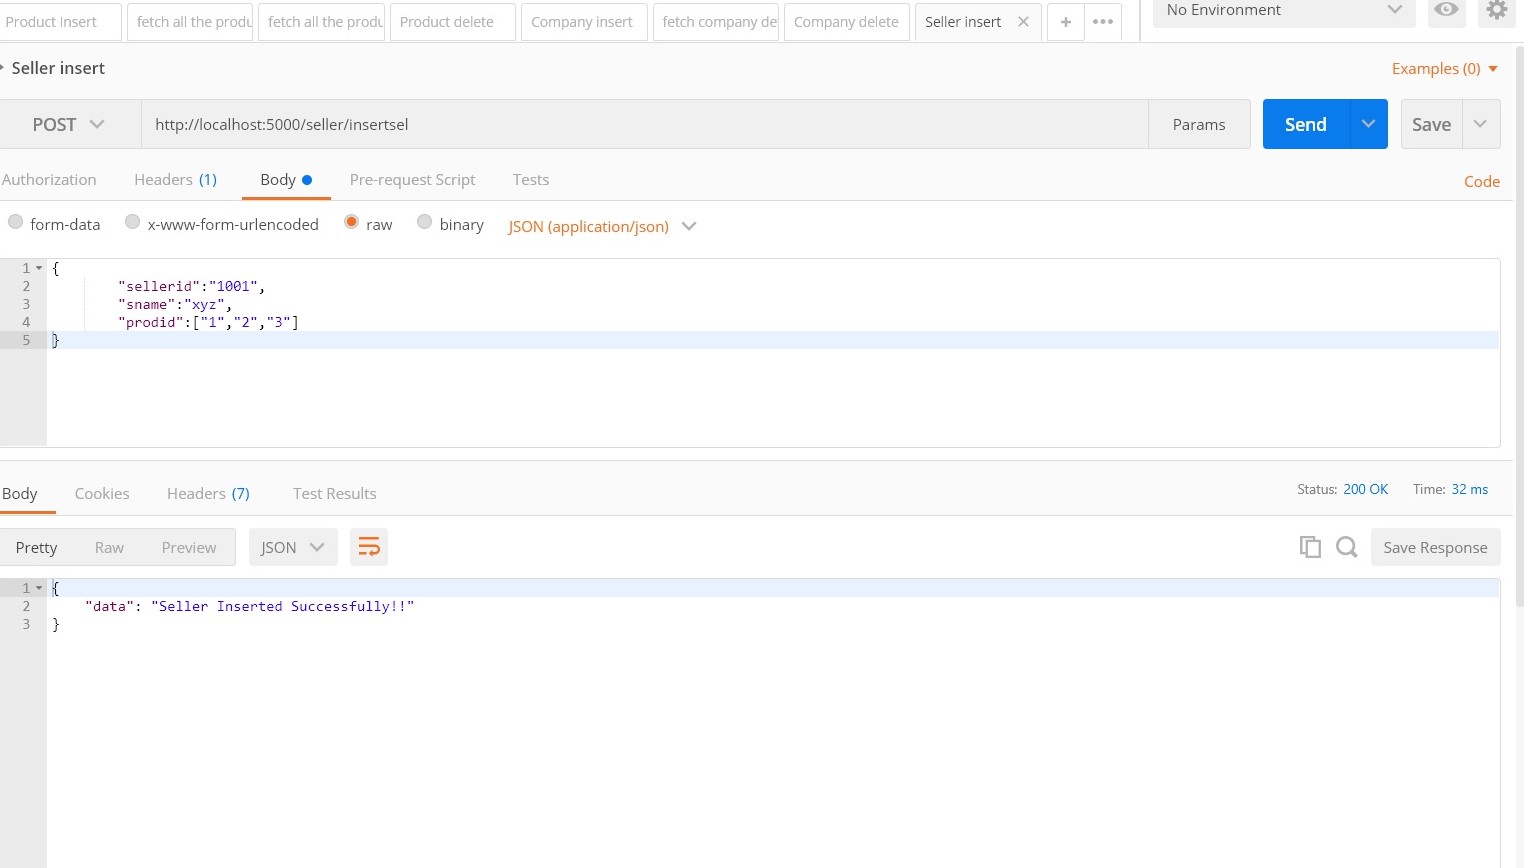 Product Insert
fetch all the produ
fetch all the produ
Product delete
Company insert
fetch company de
Company delete
Seller insert
No Environment
Seller insert
Examples (0)
POST
http://localhost:5000/seller/insertsel
Params
Send
Save
Authorization
Headers (1)
Body
Pre-request Script
Tests
Code
form-data
x-www-form-urlencoded
raw
binary
JSON (application/json)
1 {
2 "sellerid":"1001",
3 "sname":"xyz",
4 "prodid":["1","2","3"]
5 }
Body
Cookies
Headers (7)
Test Results
Status: 200 OK
Time: 32 ms
Pretty
Raw
Preview
JSON
Save Response
1 {
2 "data": "Seller Inserted Successfully!!"
3 }